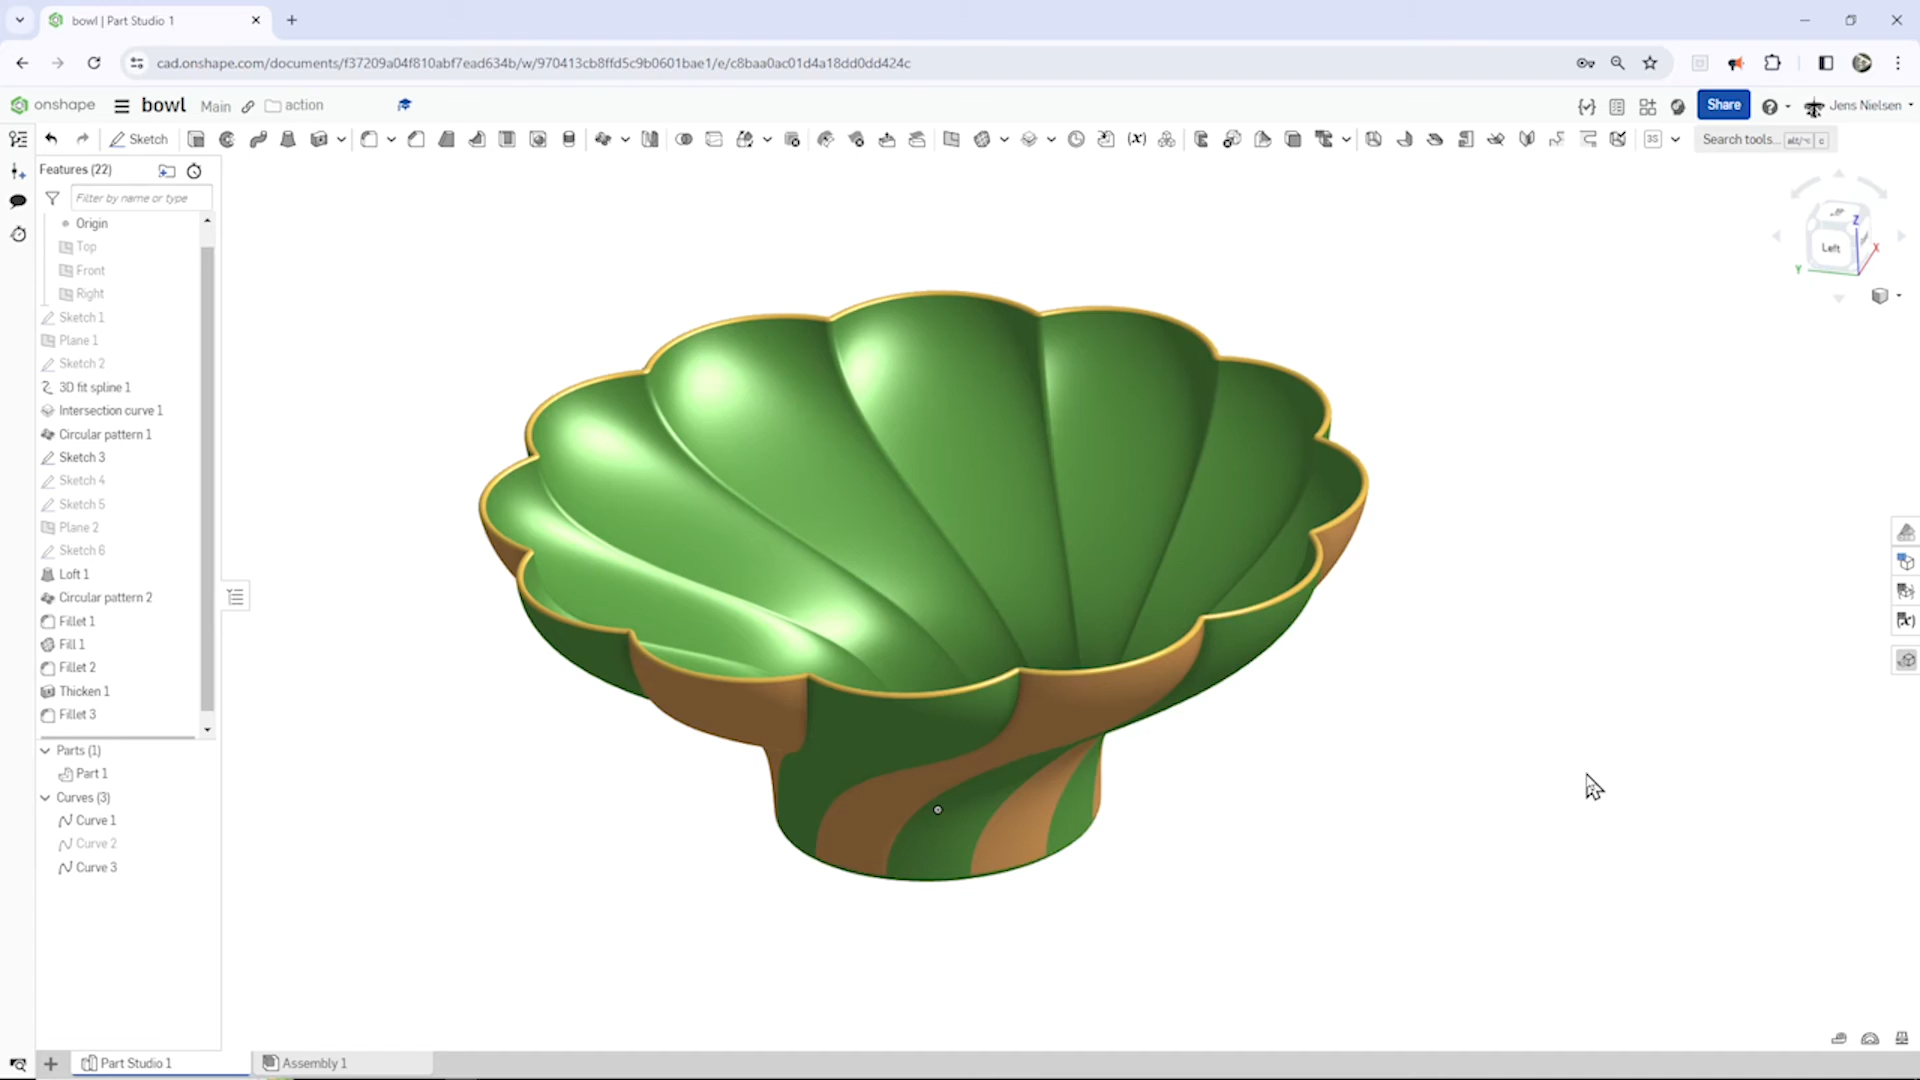 bowl | Part Studio 1
cad.onshape.com/documents/f37209a04f810abf7ead634b/w/970413cb8ffd5c9b0601bae1/e/c8baa0ac01d4a18dd0dd424c
onshape bowl Main action Share Jens Nielsen
Sketch Search tools... alt/⌥ c
Features (22)
Filter by name or type
Origin
Top
Front
Right
Sketch 1
Plane 1
Sketch 2
3D fit spline 1
Intersection curve 1
Circular pattern 1
Sketch 3
Sketch 4
Sketch 5
Plane 2
Sketch 6
Loft 1
Circular pattern 2
Fillet 1
Fill 1
Fillet 2
Thicken 1
Fillet 3
Parts (1)
Part 1
Curves (3)
Curve 1
Curve 2
Curve 3
Z
Left
X
Y
Part Studio 1
Assembly 1